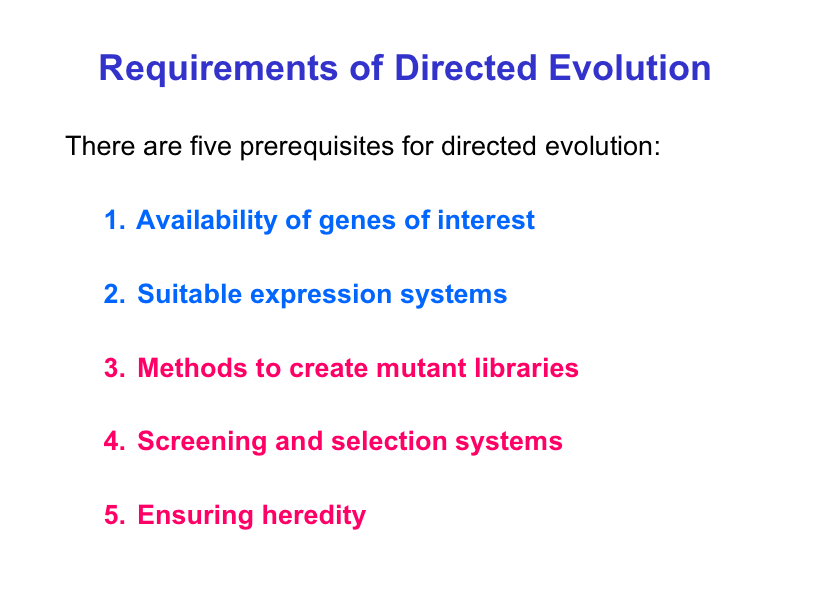 Requirements of Directed Evolution
There are five prerequisites for directed evolution:
1. Availability of genes of interest
2. Suitable expression systems
3. Methods to create mutant libraries
4. Screening and selection systems
5. Ensuring heredity